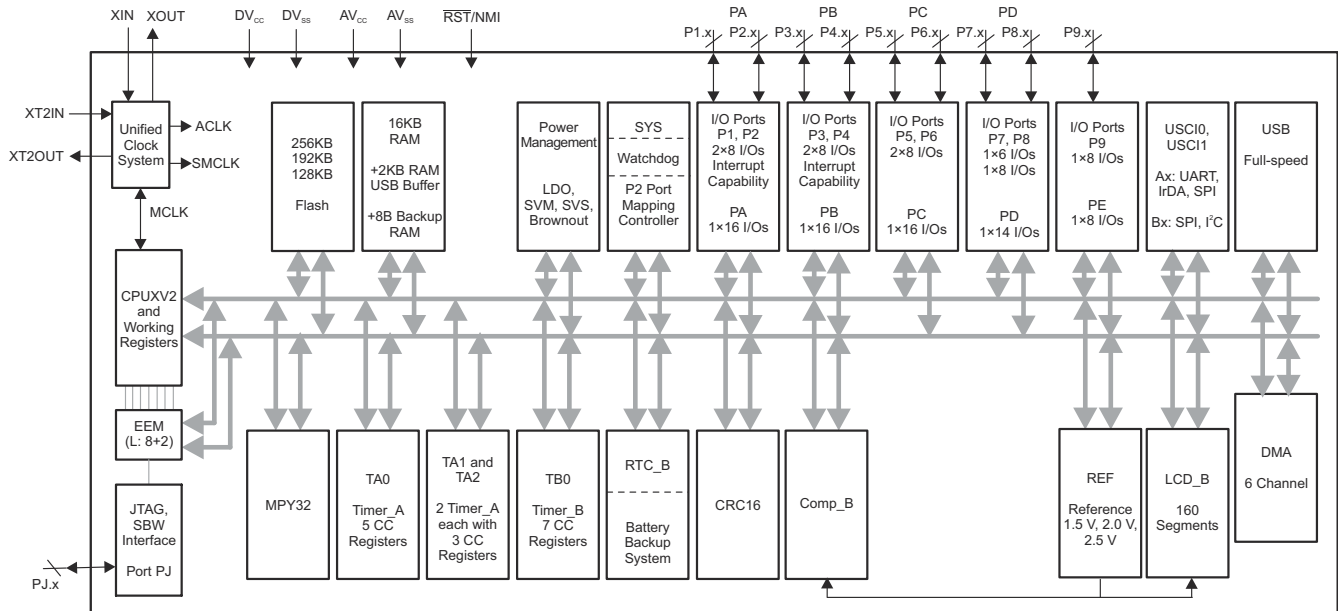 XIN XOUT DVCC DVSS AVCC AVSS RST/NMI PA PB PC PD
P1.x P2.x P3.x P4.x P5.x P6.x P7.x P8.x P9.x
XT2IN
XT2OUT
Unified
Clock
System
ACLK
SMCLK
MCLK
256KB
192KB
128KB
Flash
16KB
RAM
+2KB RAM
USB Buffer
+8B Backup
RAM
Power
Management
LDO,
SVM, SVS,
Brownout
SYS
Watchdog
P2 Port
Mapping
Controller
I/O Ports
P1, P2
2×8 I/Os
Interrupt
Capability
PA
1×16 I/Os
I/O Ports
P3, P4
2×8 I/Os
Interrupt
Capability
PB
1×16 I/Os
I/O Ports
P5, P6
2×8 I/Os
PC
1×16 I/Os
I/O Ports
P7, P8
1×6 I/Os
1×8 I/Os
PD
1×14 I/Os
I/O Ports
P9
1×8 I/Os
PE
1×8 I/Os
USCI0,
USCI1
Ax: UART,
IrDA, SPI
Bx: SPI, I²C
USB
Full-speed
CPUXV2
and
Working
Registers
EEM
(L: 8+2)
JTAG,
SBW
Interface
Port PJ
PJ.x
MPY32
TA0
Timer_A
5 CC
Registers
TA1 and
TA2
2 Timer_A
each with
3 CC
Registers
TB0
Timer_B
7 CC
Registers
RTC_B
Battery
Backup
System
CRC16
Comp_B
REF
Reference
1.5 V, 2.0 V,
2.5 V
LCD_B
160
Segments
DMA
6 Channel